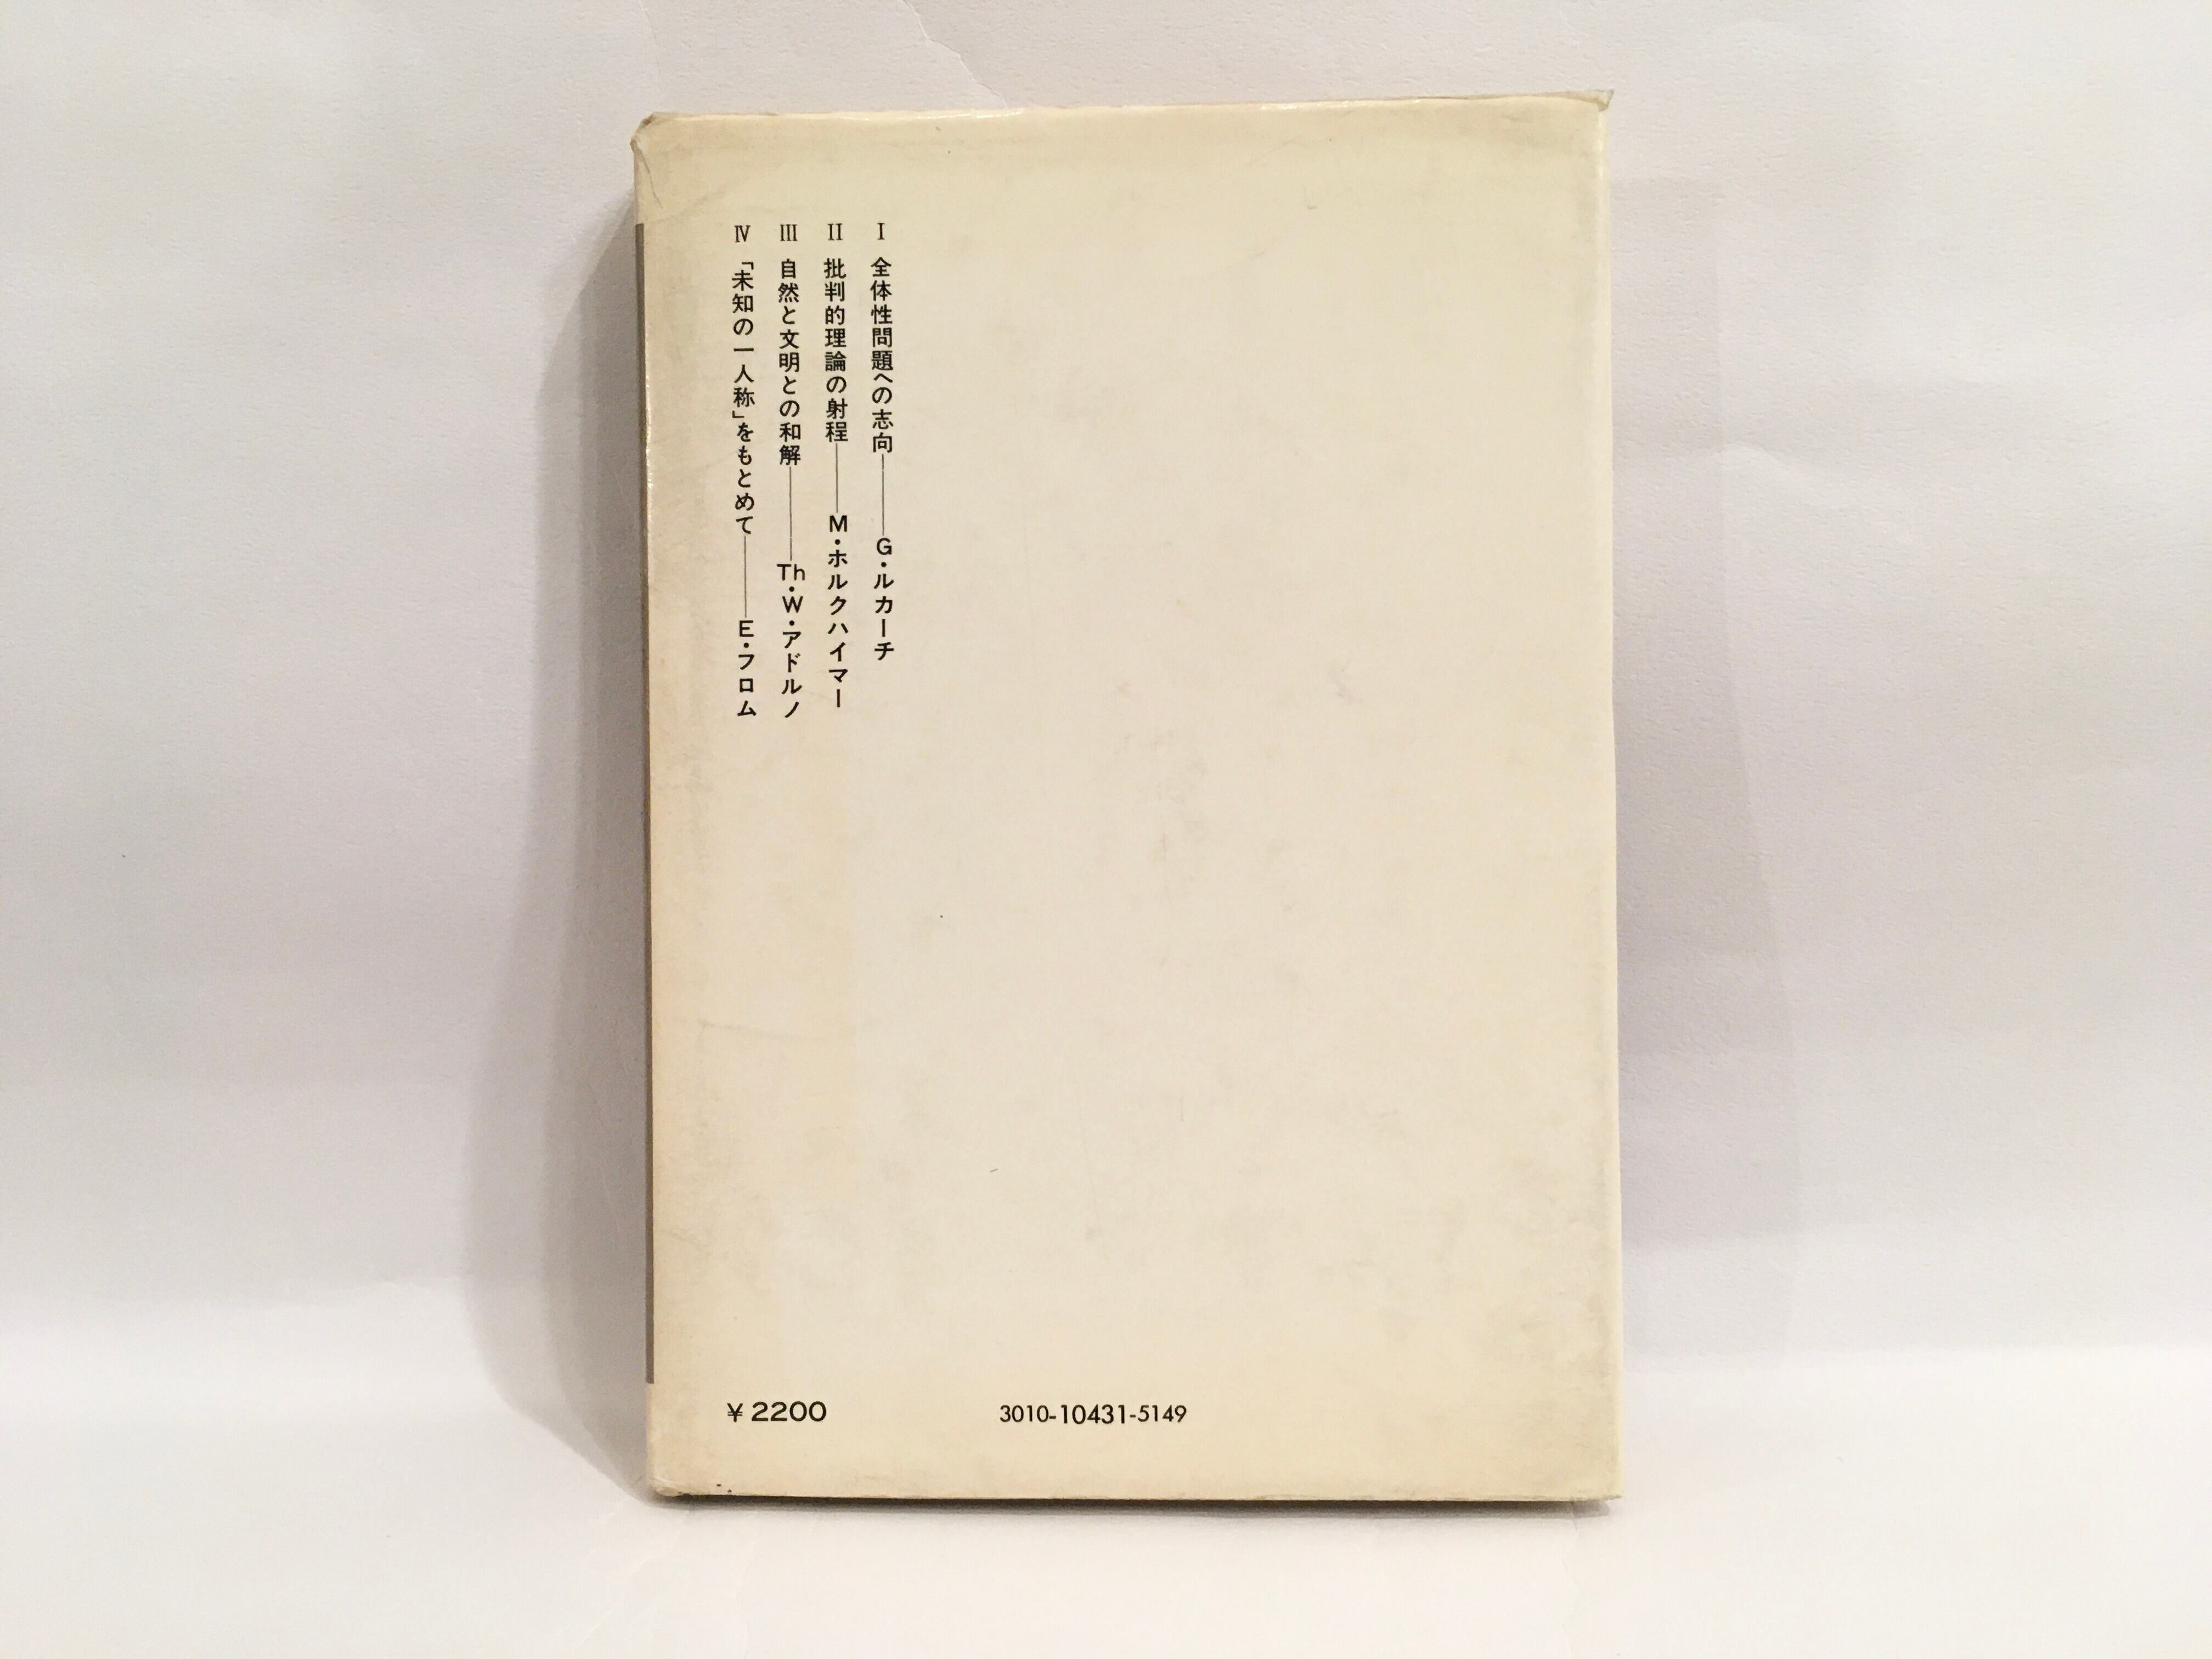 I 全体性問題への志向――G・ルカーチ
II 批判的理論の射程――M・ホルクハイマー
III 自然と文明との和解――Th・W・アドルノ
IV 「未知の一人称」をもとめて――E・フロム
¥2200
3010-10431-5149